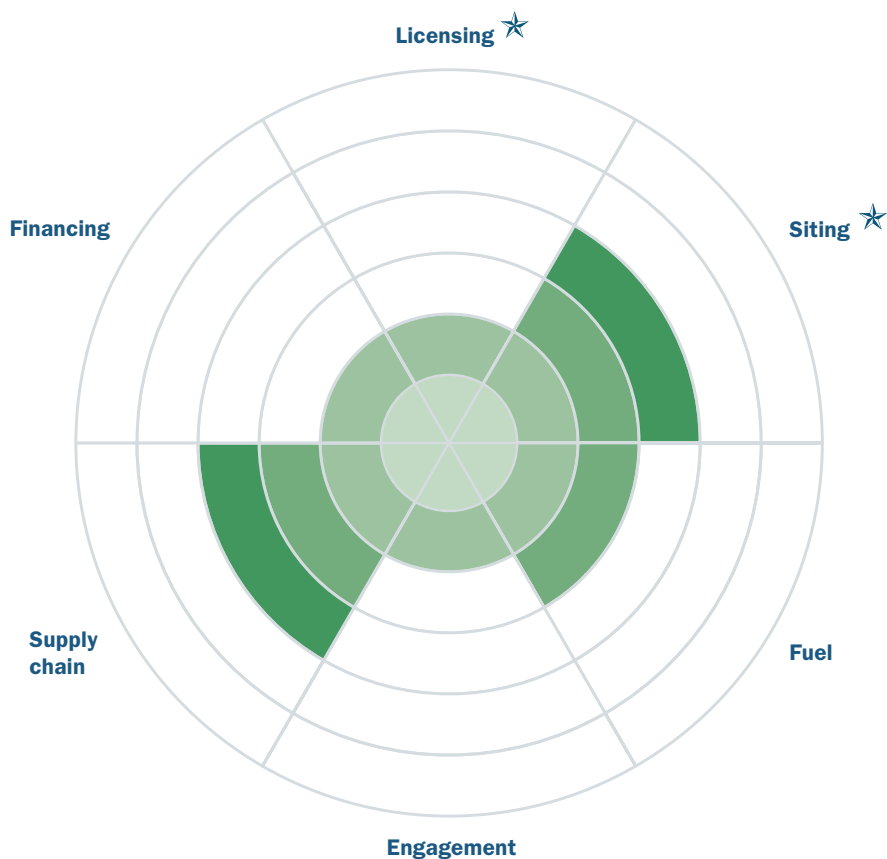 Licensing
Financing
Siting
Supply
chain
Fuel
Engagement